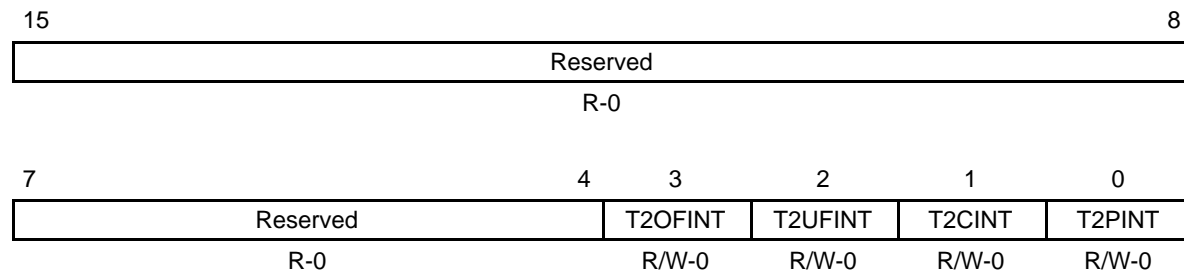 15 8
Reserved
R-0
7 4 3 2 1 0
Reserved T2OFINT T2UFINT T2CINT T2PINT
R-0 R/W-0 R/W-0 R/W-0 R/W-0